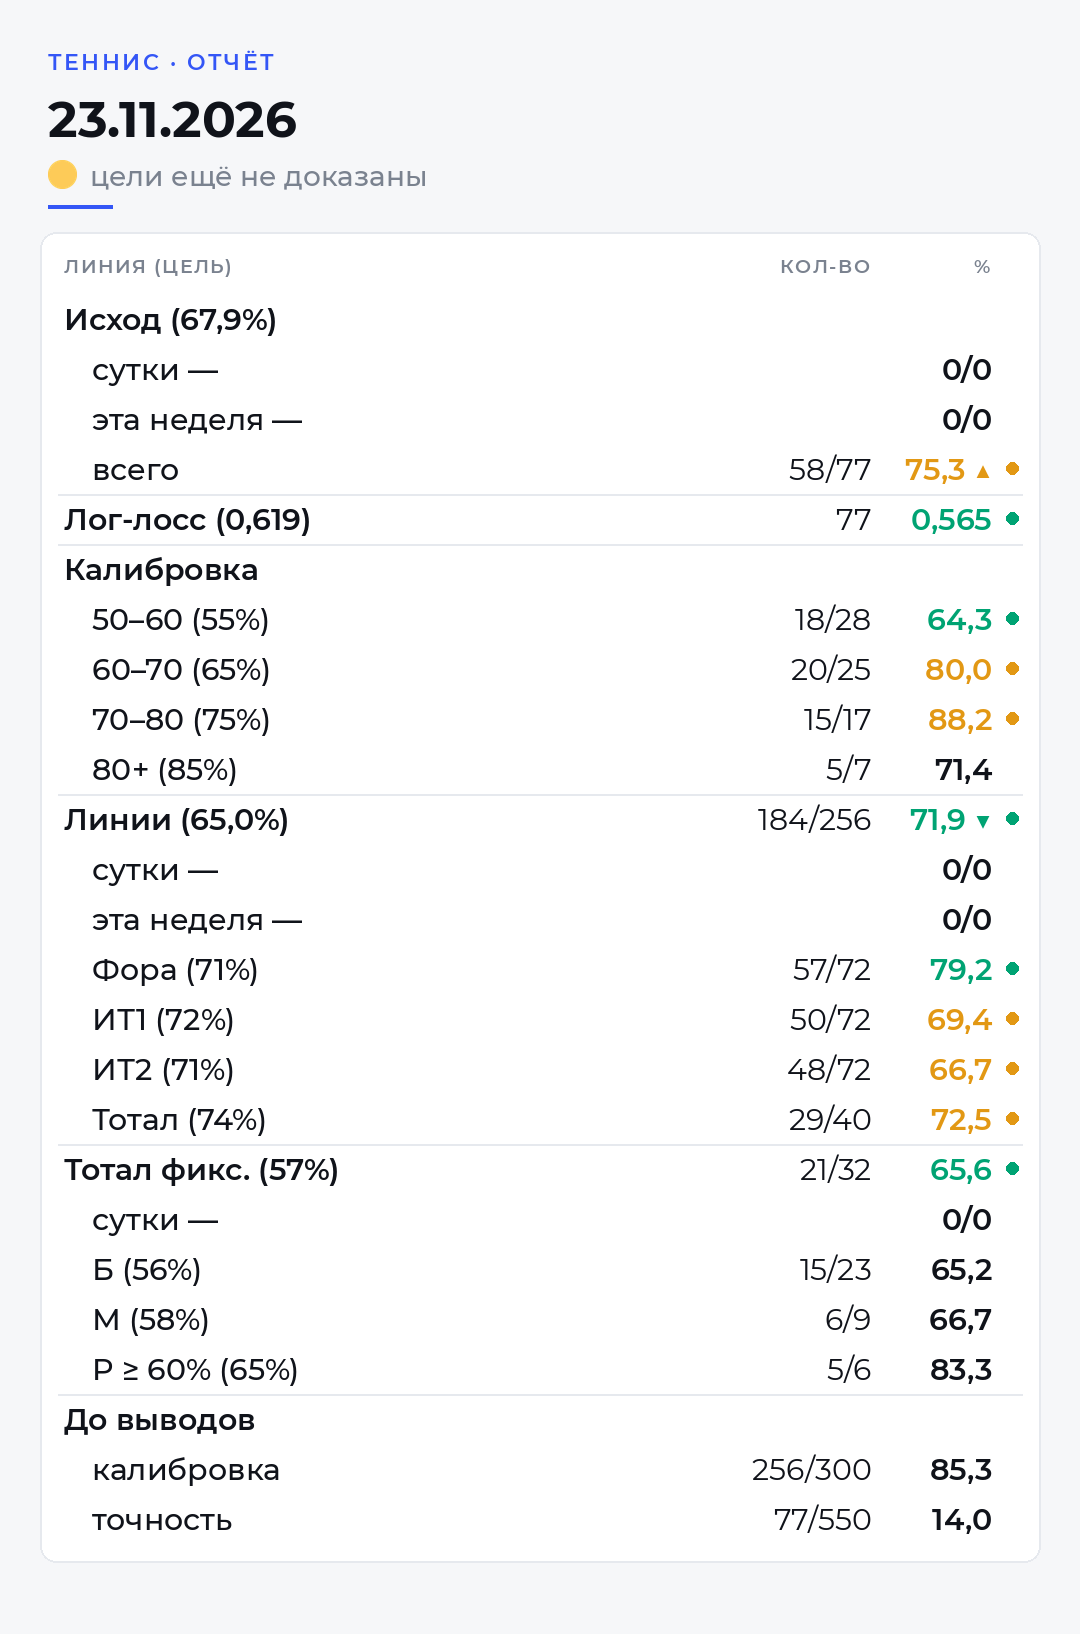 ТЕННИС · ОТЧЁТ
23.11.2026
цели ещё не доказаны
ЛИНИЯ (ЦЕЛЬ) КОЛ-ВО %
Исход (67,9%)
сутки — 0/0
эта неделя — 0/0
всего 58/77 75,3 ▲
Лог-лосс (0,619) 77 0,565
Калибровка
50–60 (55%) 18/28 64,3
60–70 (65%) 20/25 80,0
70–80 (75%) 15/17 88,2
80+ (85%) 5/7 71,4
Линии (65,0%) 184/256 71,9 ▼
сутки — 0/0
эта неделя — 0/0
Фора (71%) 57/72 79,2
ИТ1 (72%) 50/72 69,4
ИТ2 (71%) 48/72 66,7
Тотал (74%) 29/40 72,5
Тотал фикс. (57%) 21/32 65,6
сутки — 0/0
Б (56%) 15/23 65,2
М (58%) 6/9 66,7
Р ≥ 60% (65%) 5/6 83,3
До выводов
калибровка 256/300 85,3
точность 77/550 14,0